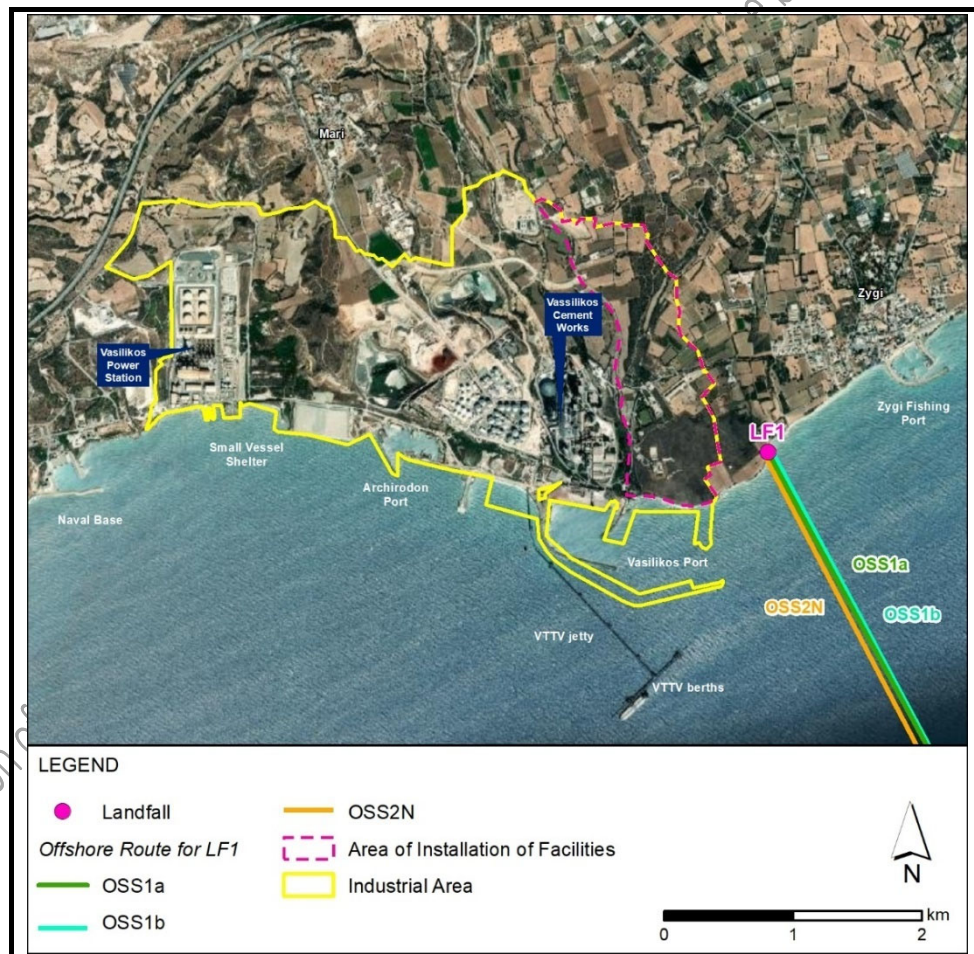 Mari
Vassilikos
Cement
Works
Zygi
Vasilikos
Power
Station
Zygi Fishing
Port
LF1
Small Vessel
Shelter
Archirodon
Port
Naval Base
Vasilikos Port
OSS1a
OSS2N
OSS1b
VTTV jetty
VTTV berths
LEGEND
Landfall
OSS2N
Offshore Route for LF1
Area of Installation of Facilities
OSS1a
Industrial Area
OSS1b
N
km
0 1 2